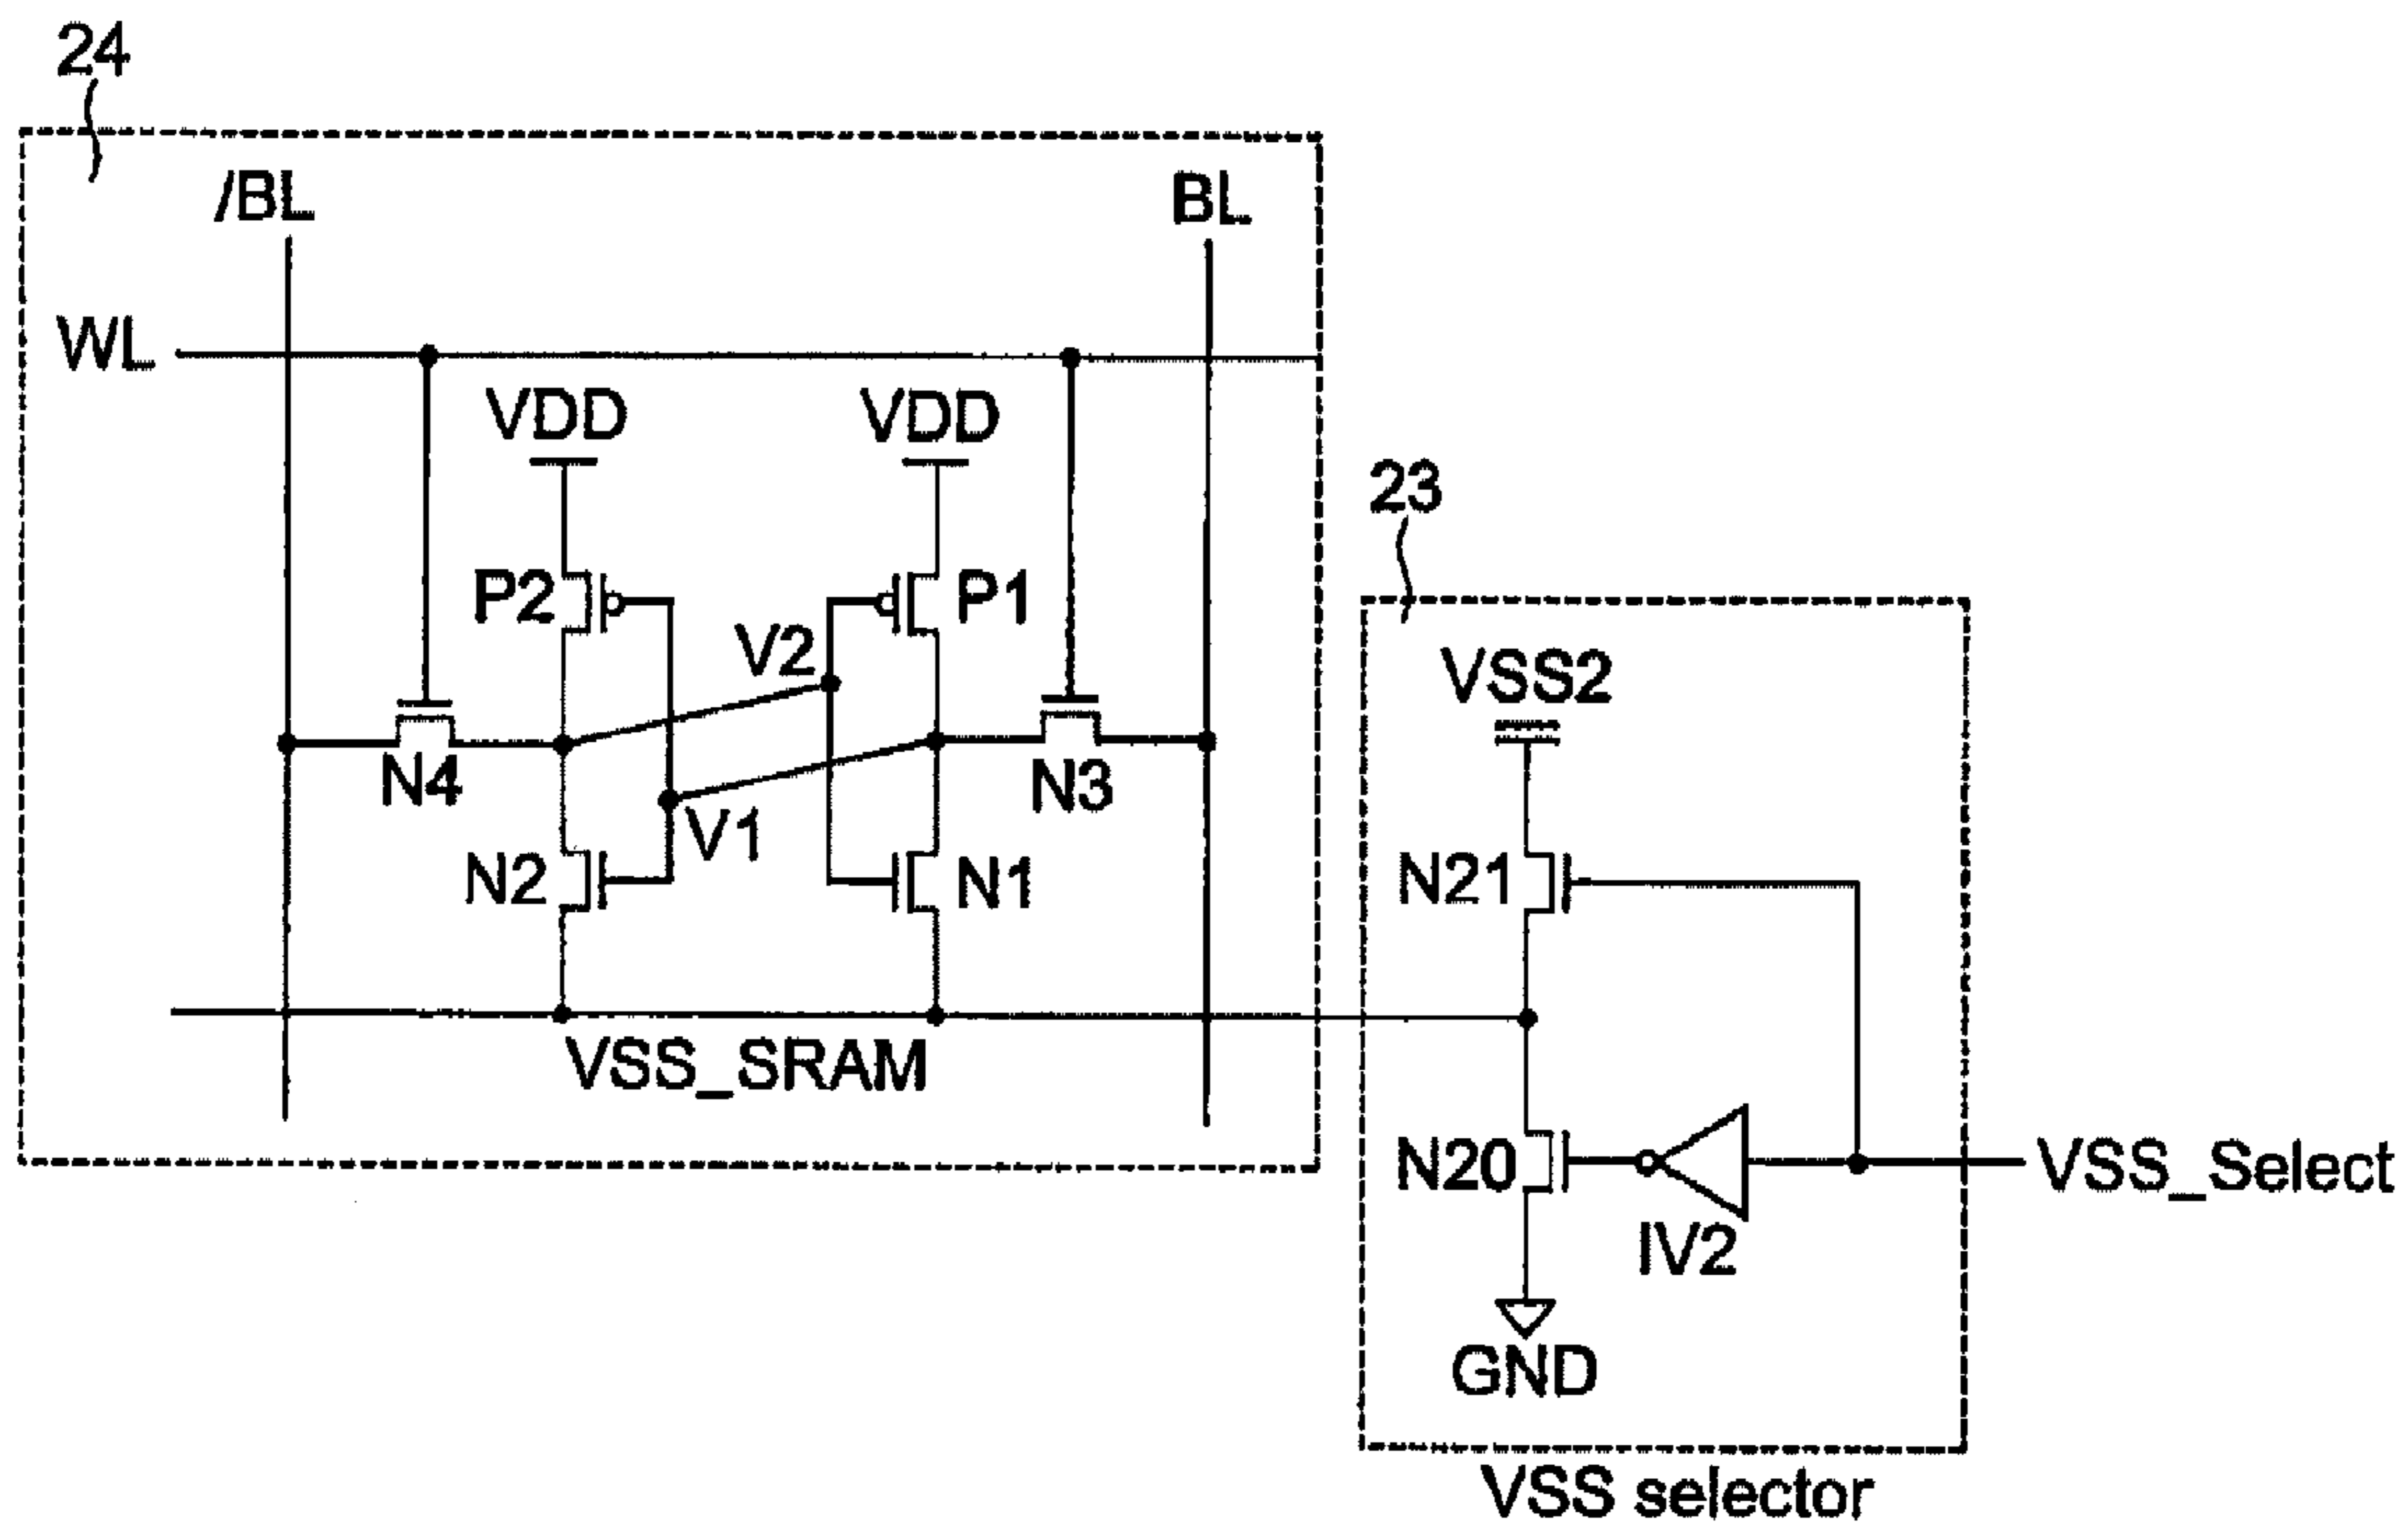 24
/BL
BL
WL
VDD
VDD
23
P2
P1
V2
VSS2
N4
N3
V1
N2
N1
N21
VSS_SRAM
N20
VSS_Select
IV2
GND
VSS selector